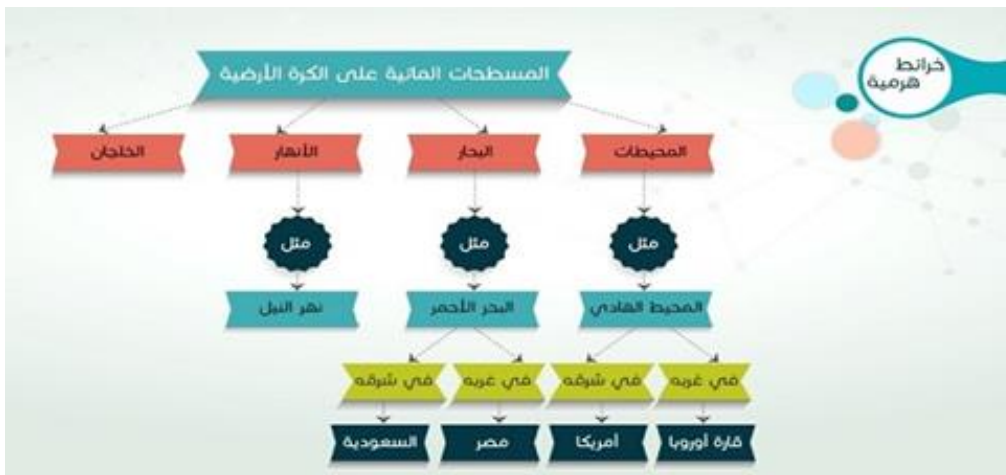 خرائط
هرمية
المسطحات المائية على الكرة الأرضية
المحيطات
البحار
الأنهار
الخلجان
مثل
مثل
مثل
المحيط الهادي
البحر الأحمر
نهر النيل
في غربه
في شرقه
في غربه
في شرقه
قارة أوروبا
أمريكا
مصر
السعودية